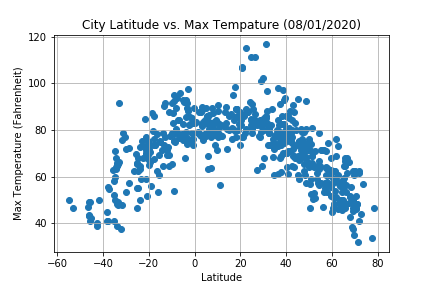 City Latitude vs. Max Tempature (08/01/2020)
120
100
80
60
40
Max Temperature (Fahrenheit)
−60 −40 −20 0 20 40 60 80
Latitude